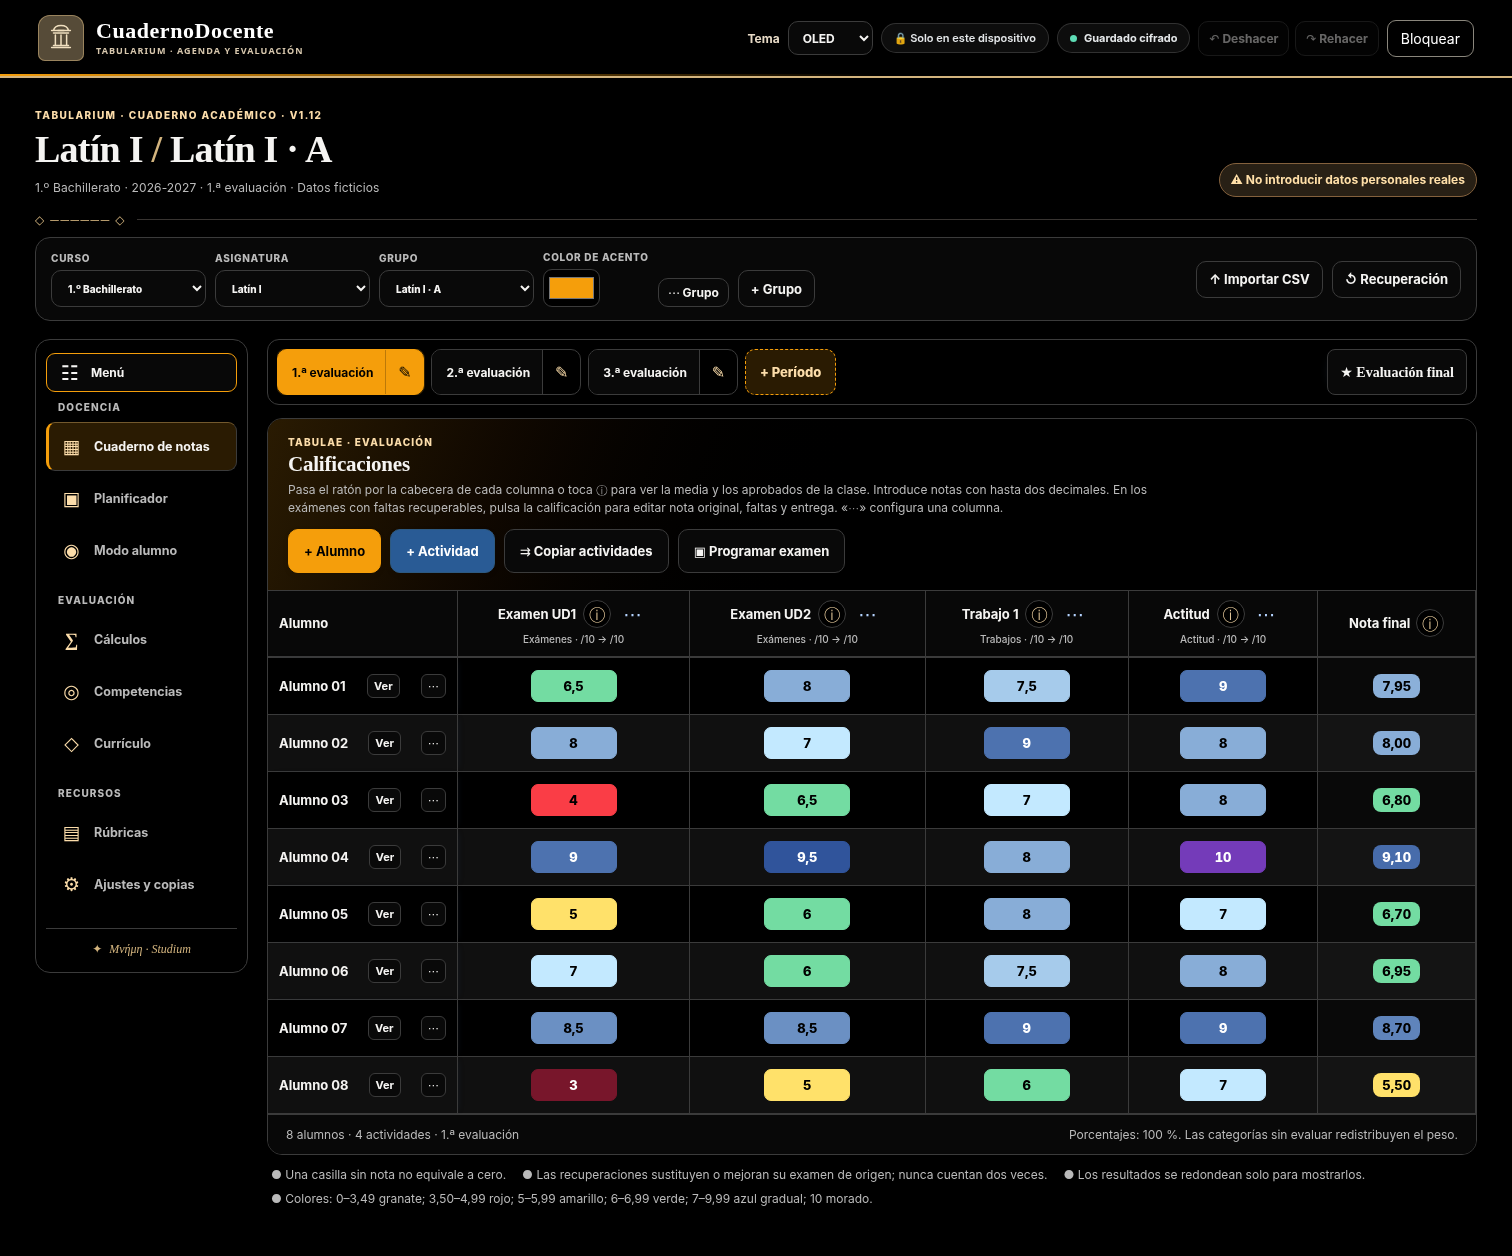 CuadernoDocente
TABULARIUM · AGENDA Y EVALUACIÓN
Tema OLED 🔒 Solo en este dispositivo ● Guardado cifrado ↶ Deshacer ↷ Rehacer Bloquear
TABULARIUM · CUADERNO ACADÉMICO · V1.12
Latín I / Latín I · A
1.º Bachillerato · 2026-2027 · 1.ª evaluación · Datos ficticios
⚠ No introducir datos personales reales
CURSO ASIGNATURA GRUPO COLOR DE ACENTO
1.º Bachillerato Latín I Latín I · A ··· Grupo + Grupo ↑ Importar CSV ↺ Recuperación
Menú
DOCENCIA
Cuaderno de notas
Planificador
Modo alumno
EVALUACIÓN
∑ Cálculos
Competencias
Currículo
RECURSOS
Rúbricas
Ajustes y copias
✦ Μνήμη · Studium
1.ª evaluación ✎ 2.ª evaluación ✎ 3.ª evaluación ✎ + Período ★ Evaluación final
TABULAE · EVALUACIÓN
Calificaciones
Pasa el ratón por la cabecera de cada columna o toca ⓘ para ver la media y los aprobados de la clase. Introduce notas con hasta dos decimales. En los
exámenes con faltas recuperables, pulsa la calificación para editar nota original, faltas y entrega. «···» configura una columna.
+ Alumno + Actividad ⇉ Copiar actividades ▣ Programar examen
Alumno Examen UD1 ⓘ ··· Examen UD2 ⓘ ··· Trabajo 1 ⓘ ··· Actitud ⓘ ··· Nota final ⓘ
Exámenes · /10 → /10 Exámenes · /10 → /10 Trabajos · /10 → /10 Actitud · /10 → /10
Alumno 01 Ver ··· 6,5 8 7,5 9 7,95
Alumno 02 Ver ··· 8 7 9 8 8,00
Alumno 03 Ver ··· 4 6,5 7 8 6,80
Alumno 04 Ver ··· 9 9,5 8 10 9,10
Alumno 05 Ver ··· 5 6 8 7 6,70
Alumno 06 Ver ··· 7 6 7,5 8 6,95
Alumno 07 Ver ··· 8,5 8,5 9 9 8,70
Alumno 08 Ver ··· 3 5 6 7 5,50
8 alumnos · 4 actividades · 1.ª evaluación Porcentajes: 100 %. Las categorías sin evaluar redistribuyen el peso.
● Una casilla sin nota no equivale a cero. ● Las recuperaciones sustituyen o mejoran su examen de origen; nunca cuentan dos veces. ● Los resultados se redondean solo para mostrarlos.
● Colores: 0–3,49 granate; 3,50–4,99 rojo; 5–5,99 amarillo; 6–6,99 verde; 7–9,99 azul gradual; 10 morado.